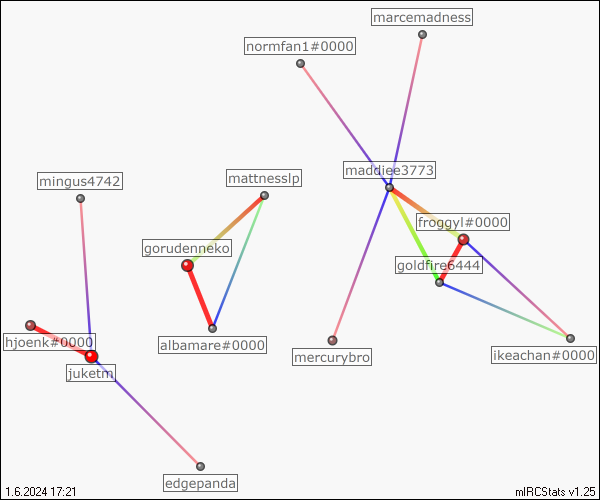 marcemadness
normfan1#0000
maddiee3773
mattnesslp
mingus4742
froggyl#0000
gorudenneko
goldfire6444
hjoenk#0000
albamare#0000
mercurybro
ikeachan#0000
juketm
edgepanda
1.6.2024 17:21
mIRCStats v1.25